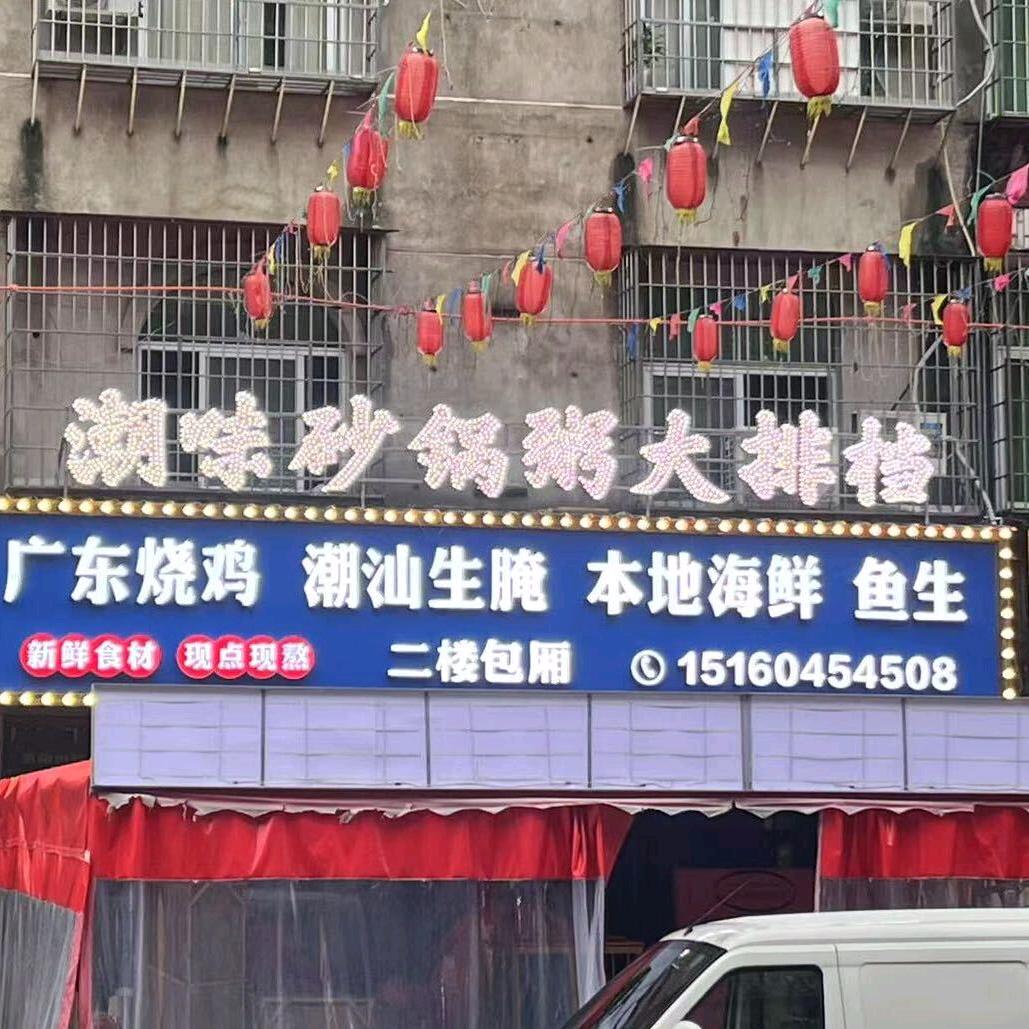 潮味砂锅粥大排档
广东烧鸡 潮汕生腌 本地海鲜 鱼生
新鲜食材 现点现熬 二楼包厢 15160454508